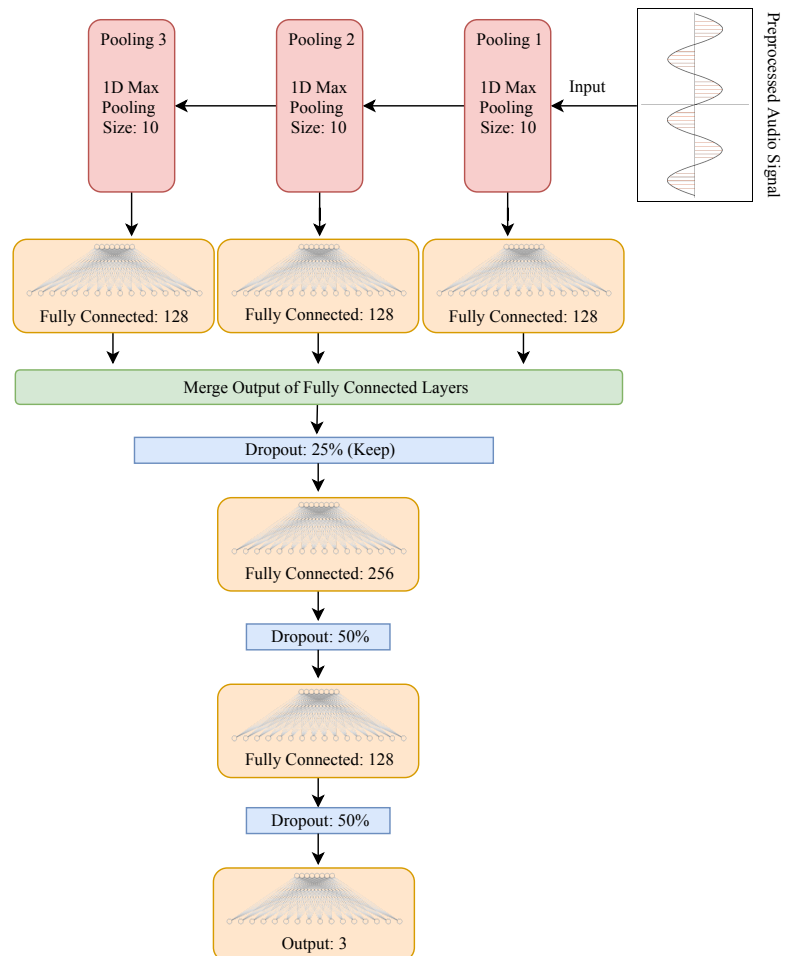 Pooling 3
1D Max
Pooling
Size: 10
Pooling 2
1D Max
Pooling
Size: 10
Pooling 1
1D Max
Pooling
Size: 10
Input
Preprocessed Audio Signal
Fully Connected: 128
Fully Connected: 128
Fully Connected: 128
Merge Output of Fully Connected Layers
Dropout: 25% (Keep)
Fully Connected: 256
Dropout: 50%
Fully Connected: 128
Dropout: 50%
Output: 3